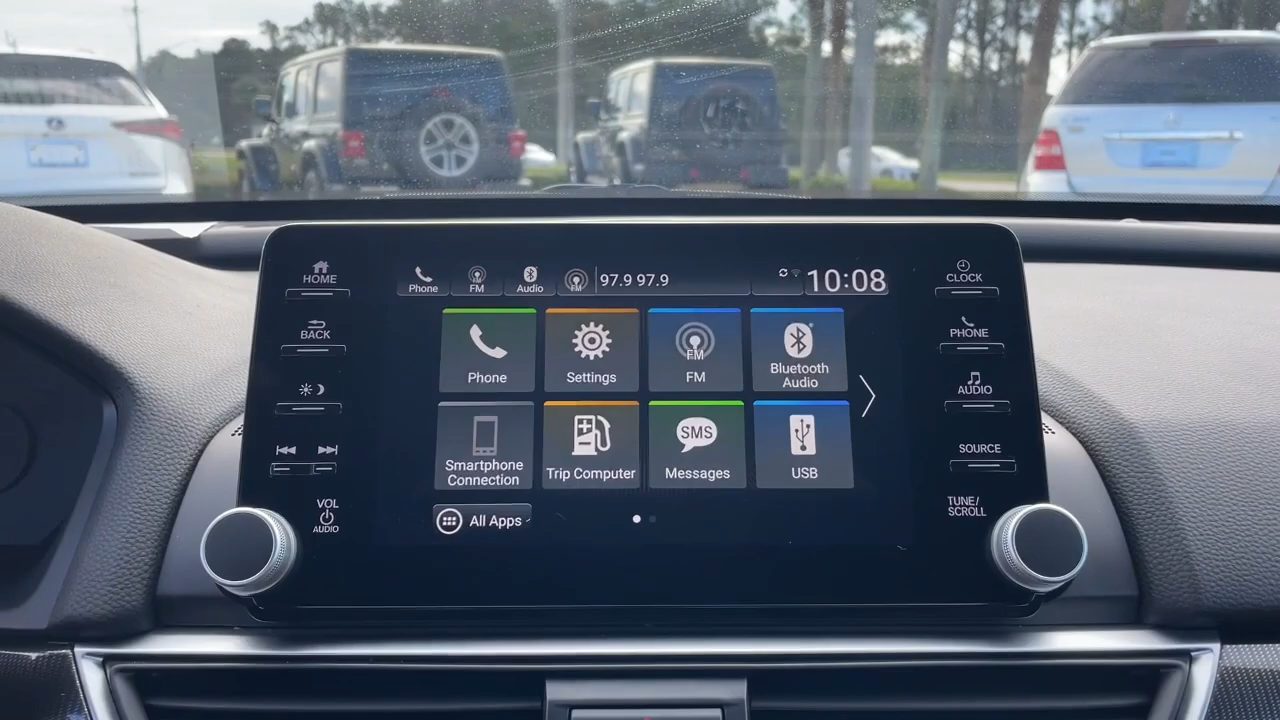 HOME
BACK
VOL
AUDIO
Phone
FM
Audio
FM
97.9 97.9
10:08
Phone
Settings
FM
FM
Bluetooth
Audio
Smartphone
Connection
Trip Computer
SMS
Messages
USB
All Apps
CLOCK
PHONE
AUDIO
SOURCE
TUNE/
SCROLL